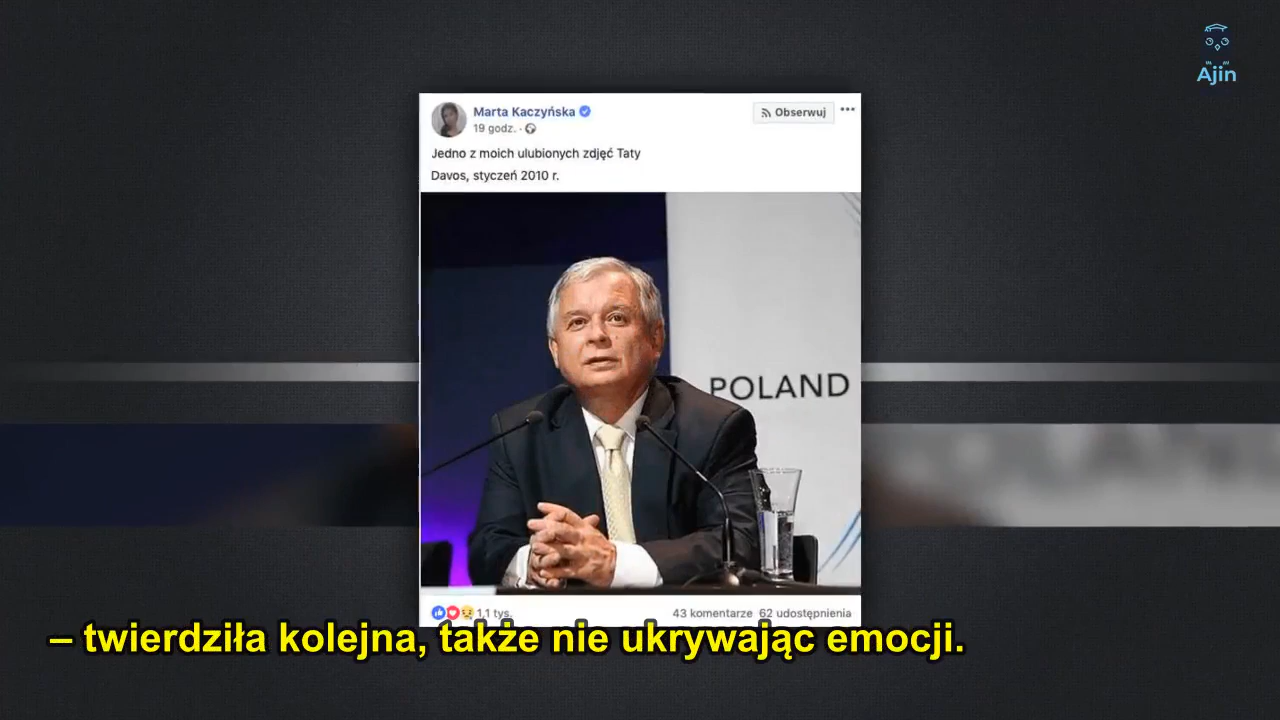 Ajin
Marta Kaczyńska
19 godz. ·
Obserwuj
Jedno z moich ulubionych zdjęć Taty
Davos, styczeń 2010 r.
POLAND
1,1 tys.
43 komentarze 62 udostępnienia
– twierdziła kolejna, także nie ukrywając emocji.